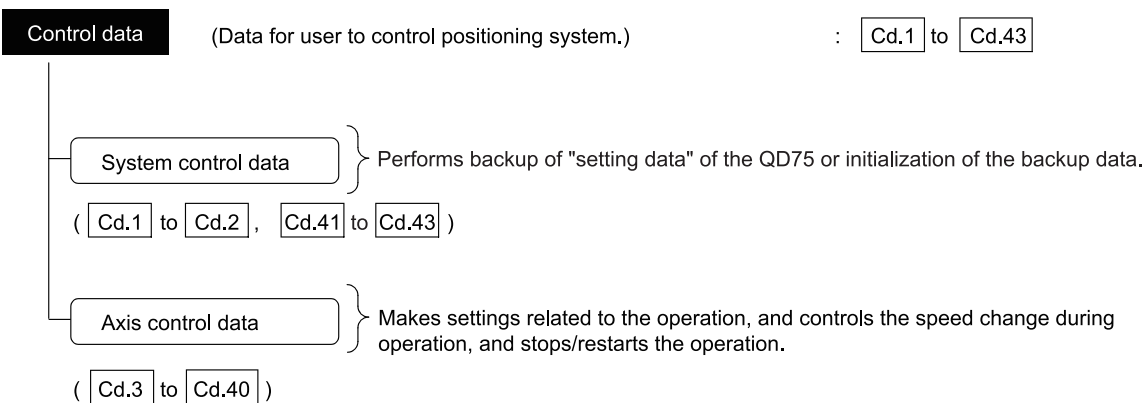 Control data (Data for user to control positioning system.) : Cd.1 to Cd.43
System control data Performs backup of "setting data" of the QD75 or initialization of the backup data.
( Cd.1 to Cd.2 , Cd.41 to Cd.43 )
Axis control data Makes settings related to the operation, and controls the speed change during
operation, and stops/restarts the operation.
( Cd.3 to Cd.40 )